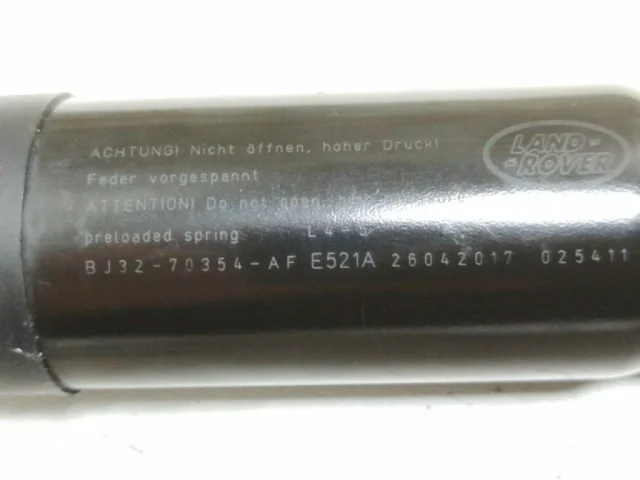 LAND-
-ROVER
ACHTUNG! Nicht öffnen, hoher Druck!
Feder vorgespannt
ATTENTION! Do not open
preloaded spring
BJ32-70354-AF E521A 26042017 025411